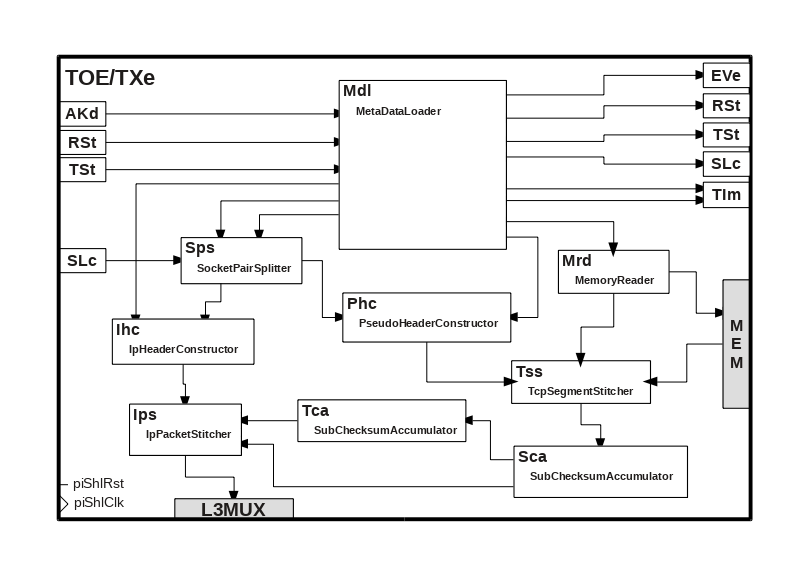 TOE/TXe
Mdl
MetaDataLoader
EVe
RSt
TSt
SLc
TIm
AKd
RSt
TSt
SLc
Sps
SocketPairSplitter
Mrd
MemoryReader
Phc
PseudoHeaderConstructor
Ihc
IpHeaderConstructor
M
E
M
Tss
TcpSegmentStitcher
Ips
IpPacketStitcher
Tca
SubChecksumAccumulator
Sca
SubChecksumAccumulator
piShlRst
piShlClk
L3MUX